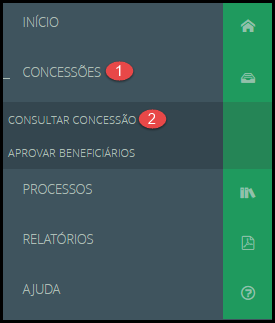 INÍCIO
CONCESSÕES 1
CONSULTAR CONCESSÃO 2
APROVAR BENEFICIÁRIOS
PROCESSOS
RELATÓRIOS
AJUDA